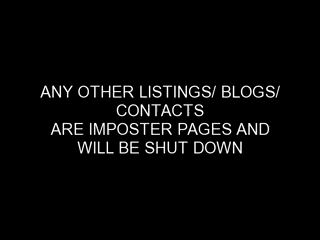 ANY OTHER LISTINGS/ BLOGS/
CONTACTS
ARE IMPOSTER PAGES AND
WILL BE SHUT DOWN